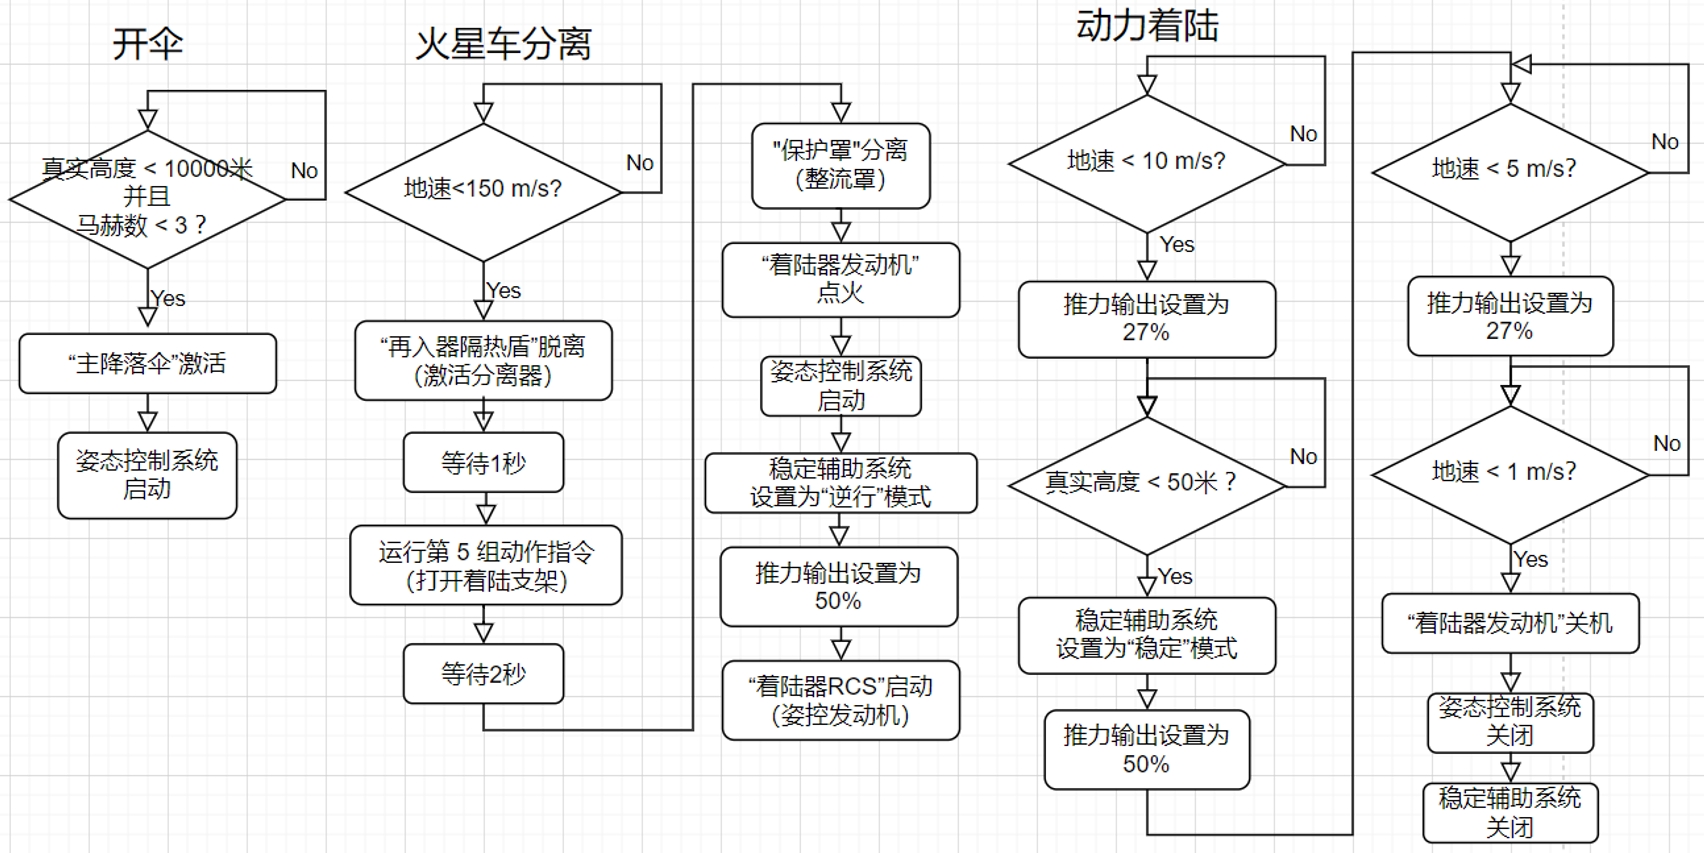 开伞
真实高度 < 10000米
并且
马赫数 < 3 ？
No
Yes
“主降落伞”激活
姿态控制系统
启动
火星车分离
地速<150 m/s?
No
Yes
“再入器隔热盾”脱离
（激活分离器）
等待1秒
运行第 5 组动作指令
（打开着陆支架）
等待2秒
"保护罩"分离
（整流罩）
“着陆器发动机”
点火
姿态控制系统
启动
稳定辅助系统
设置为“逆行”模式
推力输出设置为
50%
“着陆器RCS”启动
（姿控发动机）
动力着陆
地速 < 10 m/s?
No
Yes
推力输出设置为
27%
真实高度 < 50米 ？
No
Yes
稳定辅助系统
设置为“稳定”模式
推力输出设置为
50%
地速 < 5 m/s?
No
推力输出设置为
27%
地速 < 1 m/s?
No
Yes
“着陆器发动机”关机
姿态控制系统
关闭
稳定辅助系统
关闭